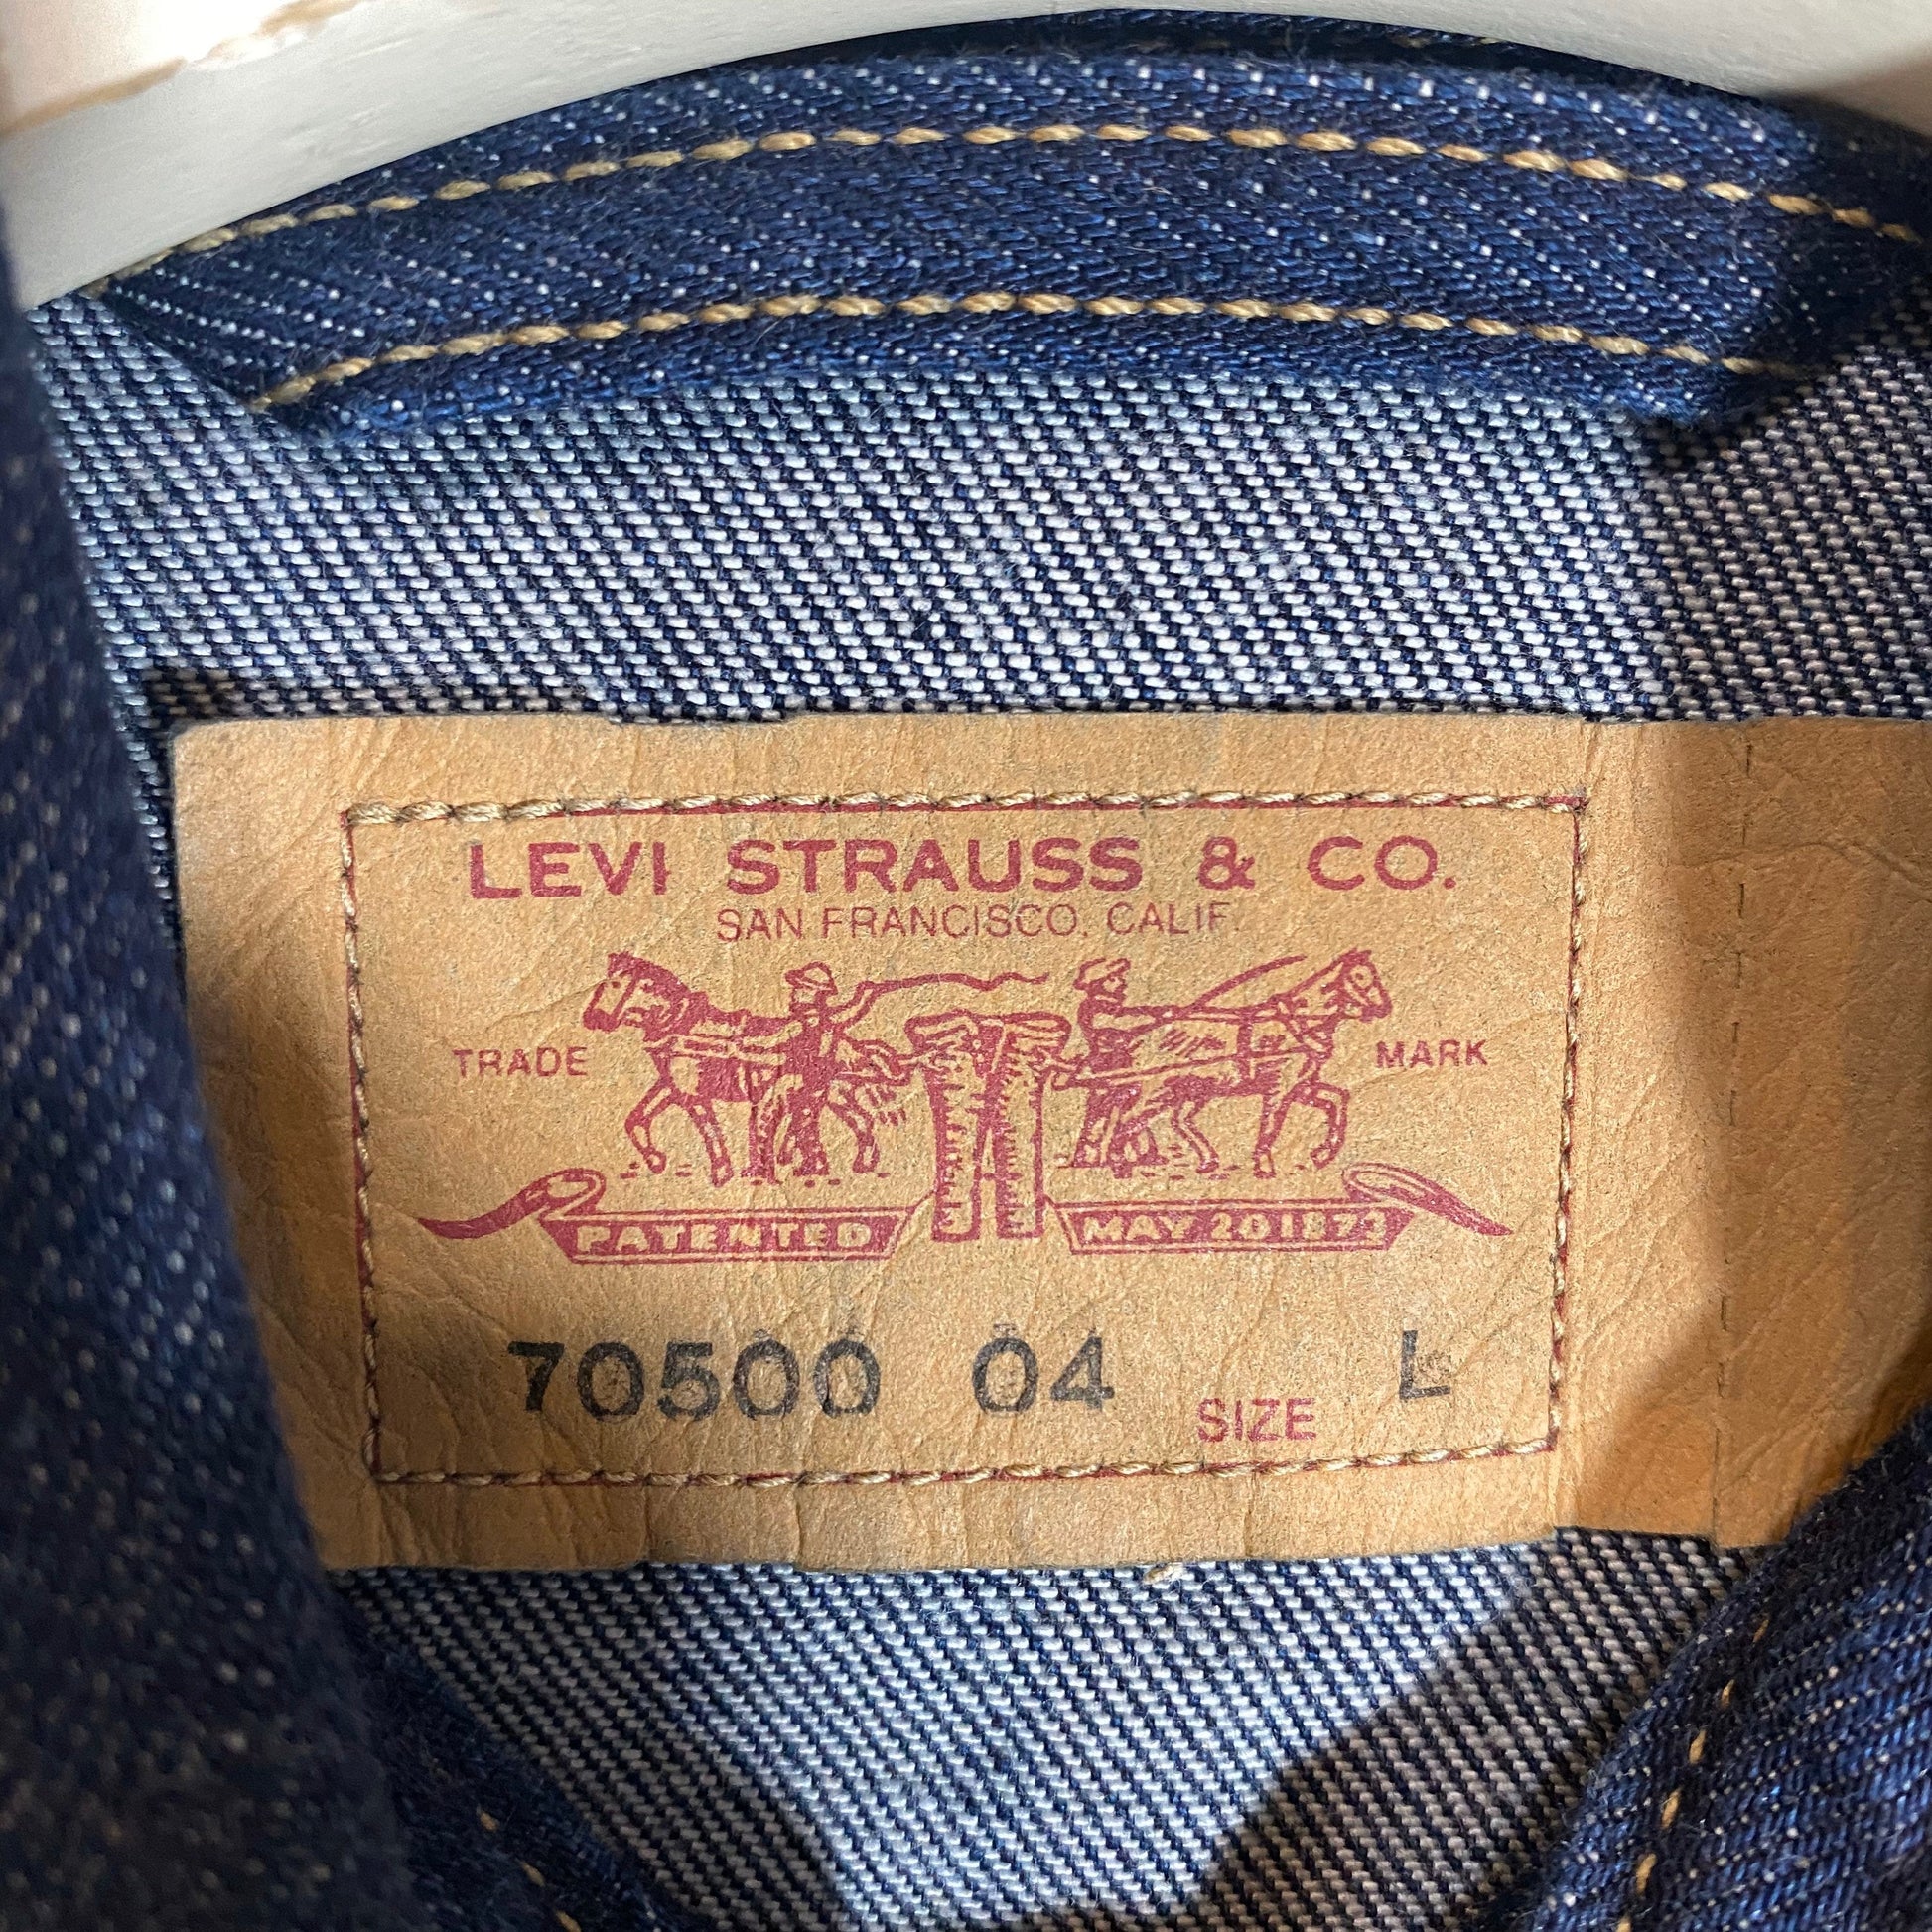 LEVI STRAUSS & CO.
SAN FRANCISCO, CALIF.
TRADE MARK
PATENTED MAY 20 1873
70500 04 SIZE L